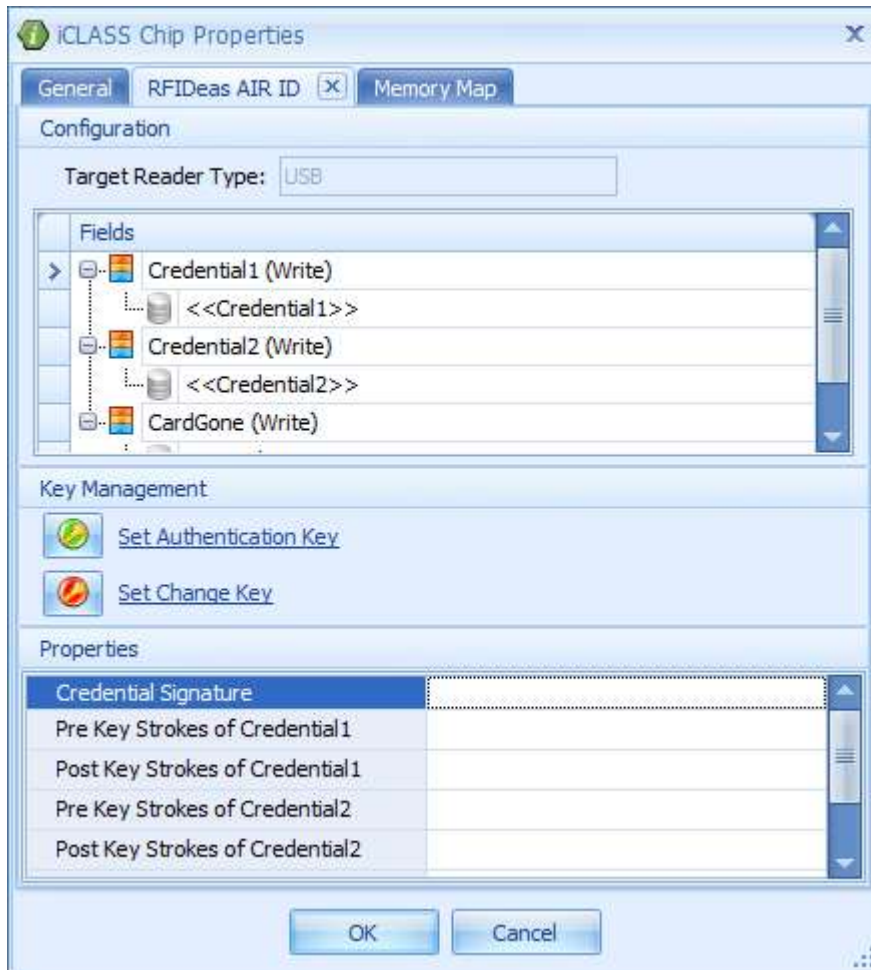 iCLASS Chip Properties
General RFIDeas AIR ID Memory Map
Configuration
Target Reader Type: USB
Fields
Credential1 (Write)
<<Credential1>>
Credential2 (Write)
<<Credential2>>
CardGone (Write)
Key Management
Set Authentication Key
Set Change Key
Properties
Credential Signature
Pre Key Strokes of Credential1
Post Key Strokes of Credential1
Pre Key Strokes of Credential2
Post Key Strokes of Credential2
OK Cancel